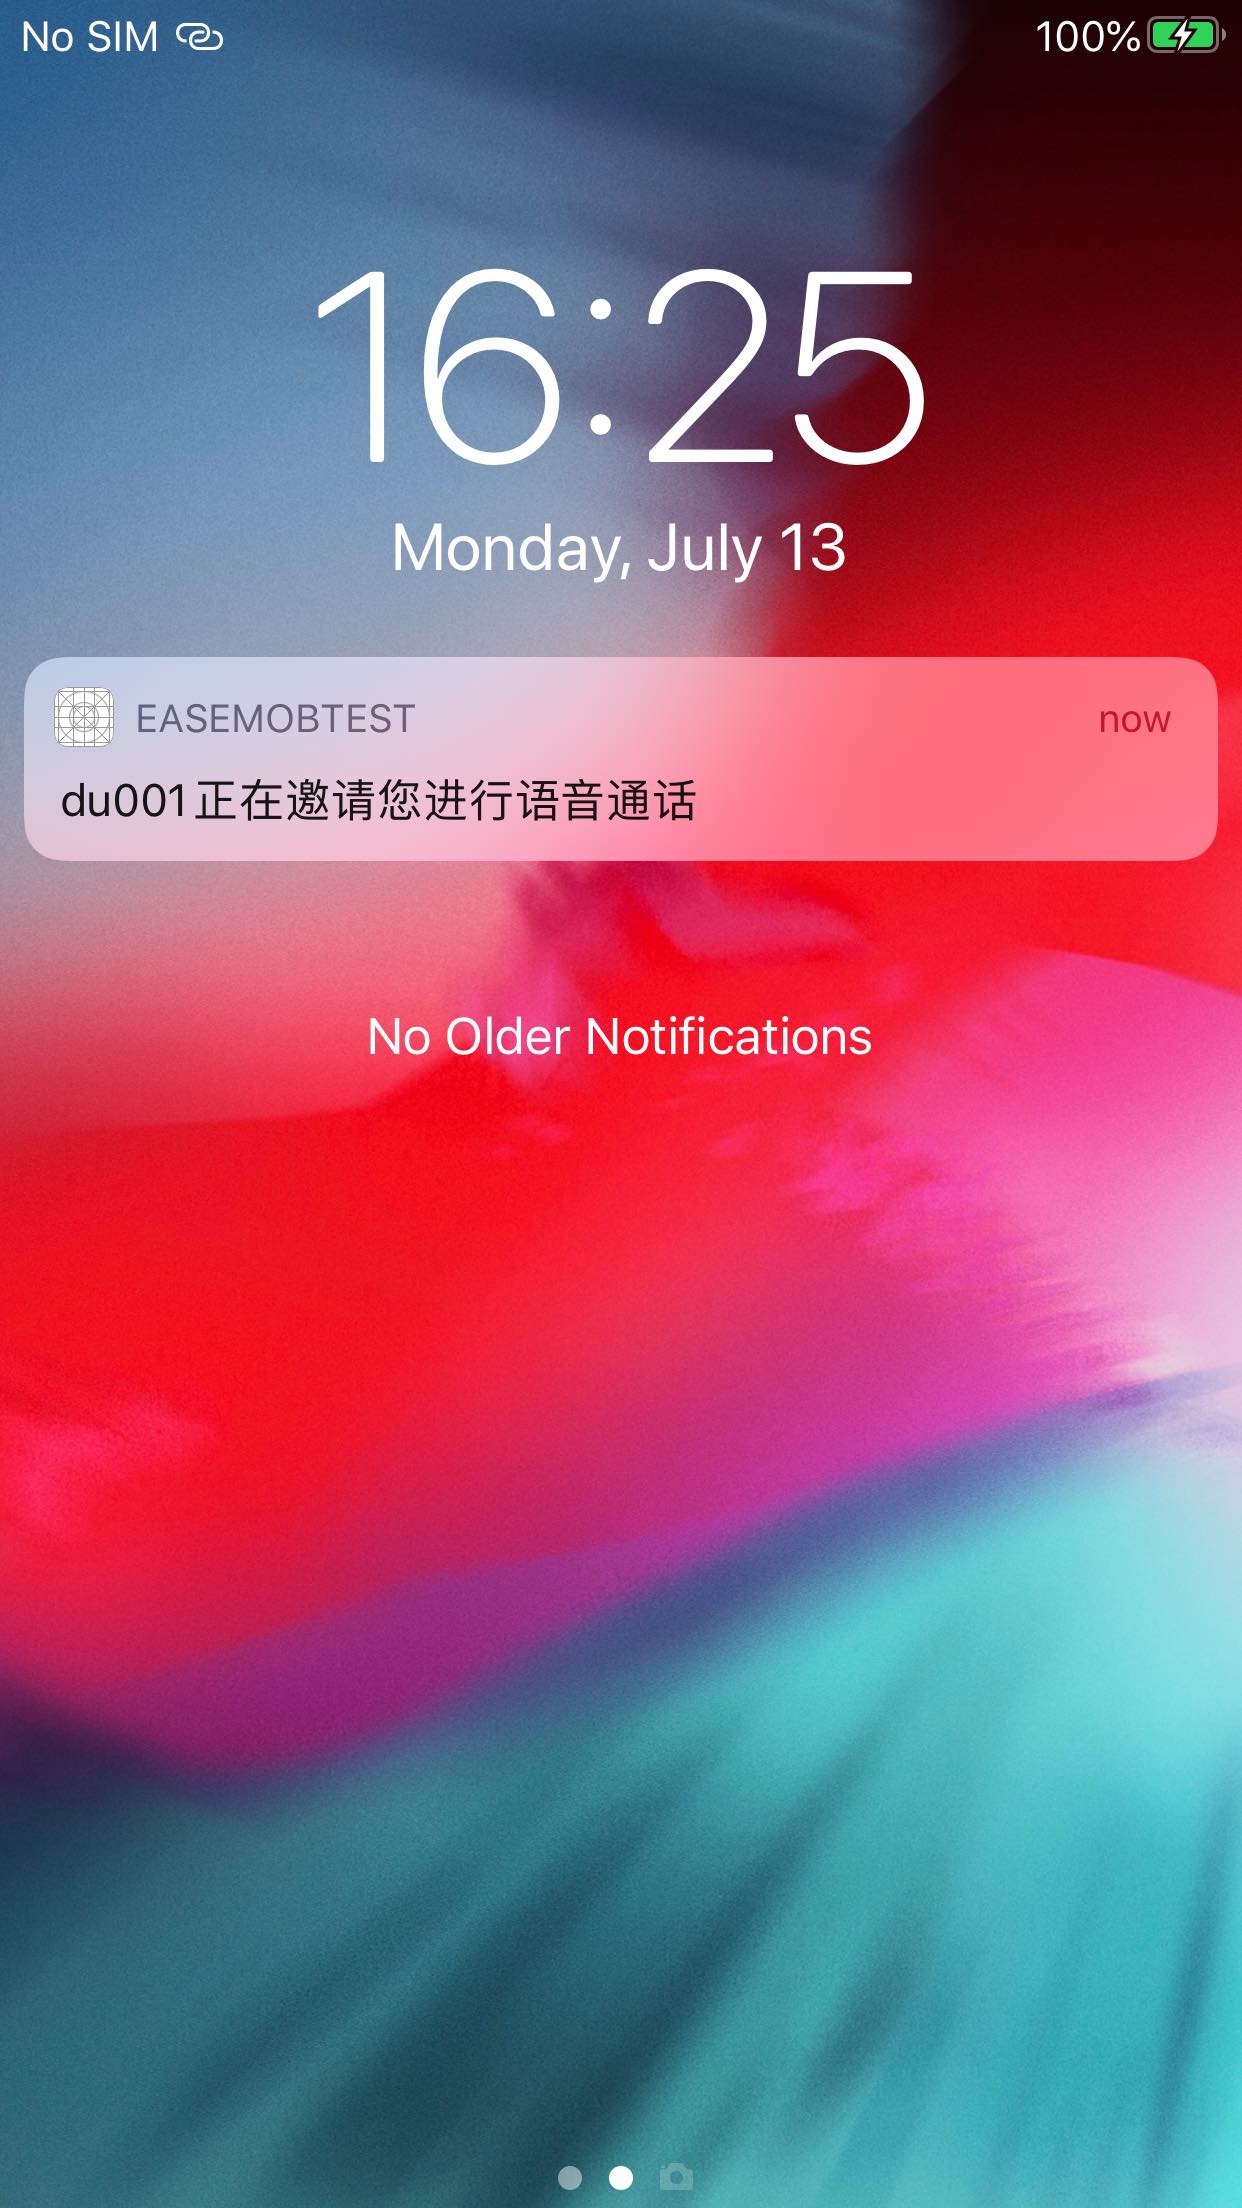 No SIM 100%
16:25
Monday, July 13
EASEMOBTEST now
du001正在邀请您进行语音通话
No Older Notifications